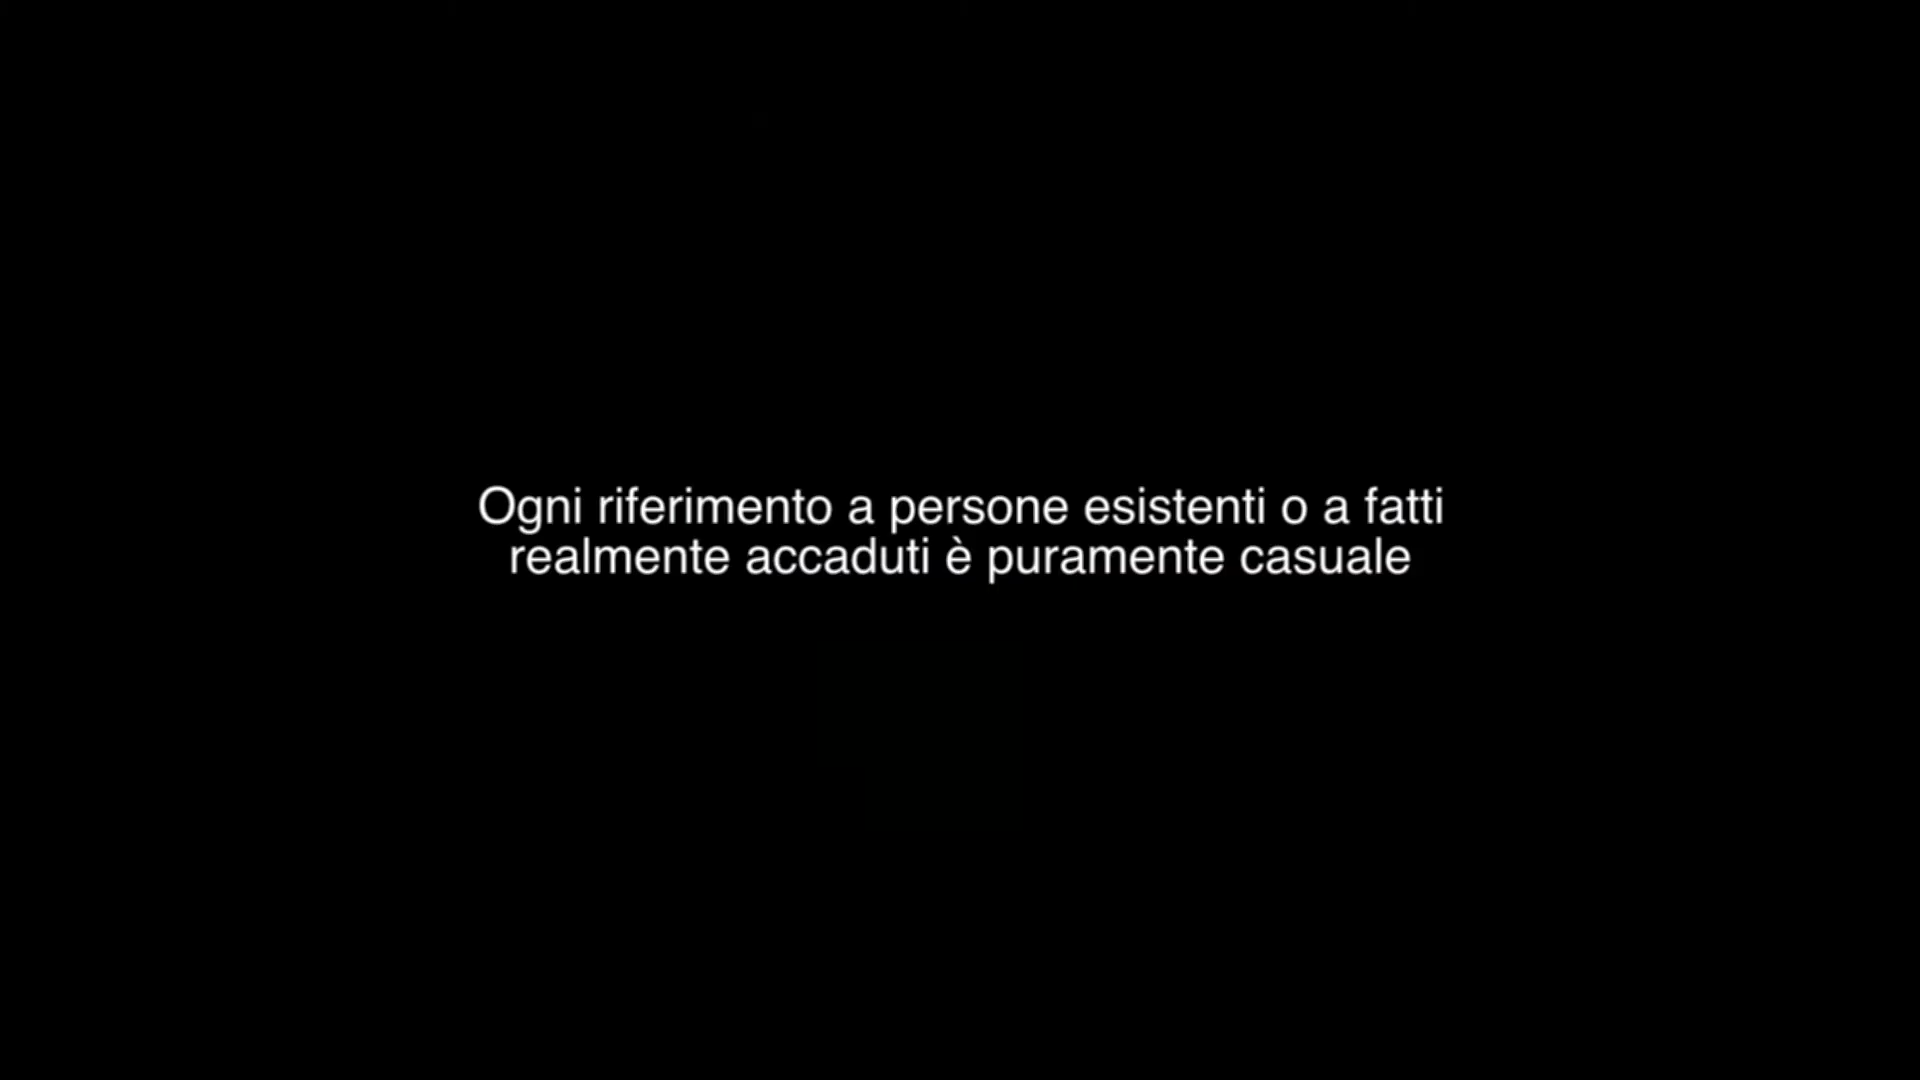 Ogni riferimento a persone esistenti o a fatti
realmente accaduti è puramente casuale